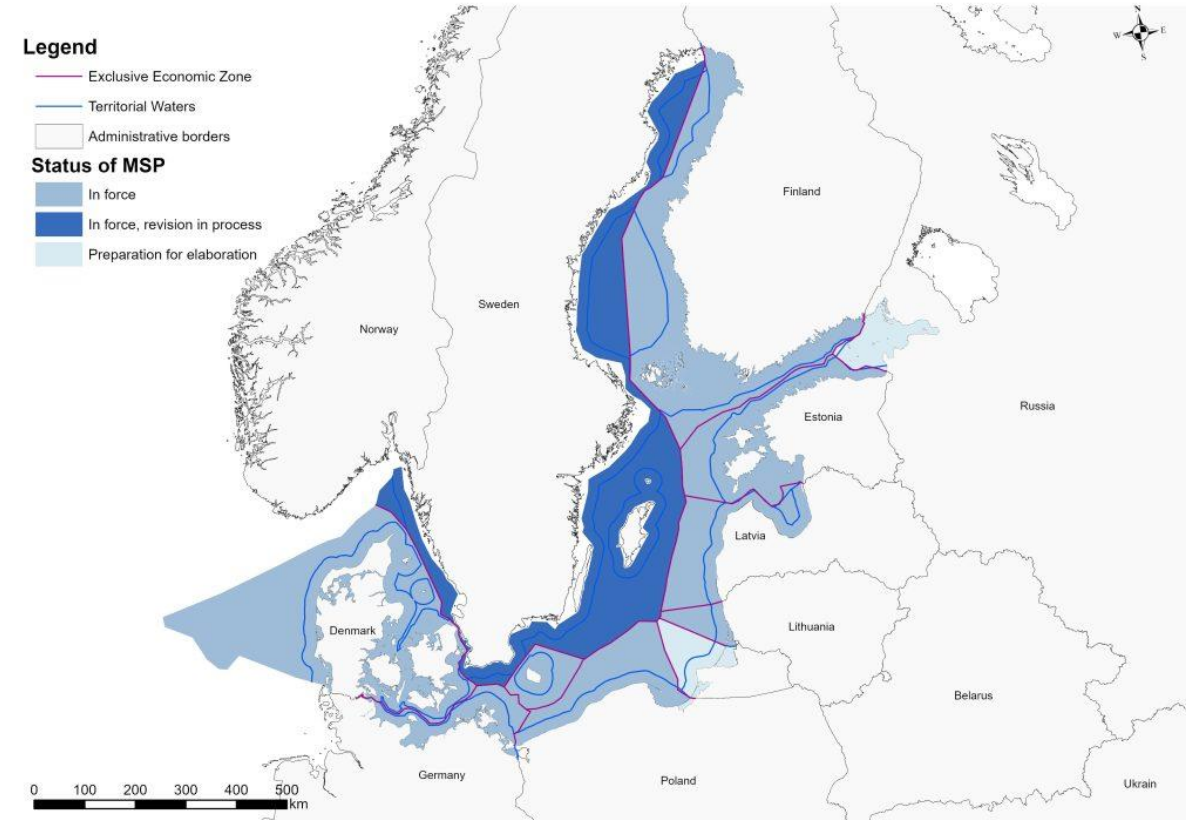 Legend
Exclusive Economic Zone
Territorial Waters
Administrative borders
Status of MSP
In force
In force, revision in process
Preparation for elaboration
N
W E
S
Finland
Sweden
Norway
Estonia
Russia
Latvia
Denmark
Lithuania
Belarus
Germany
Poland
Ukrain
0 100 200 300 400 500
km